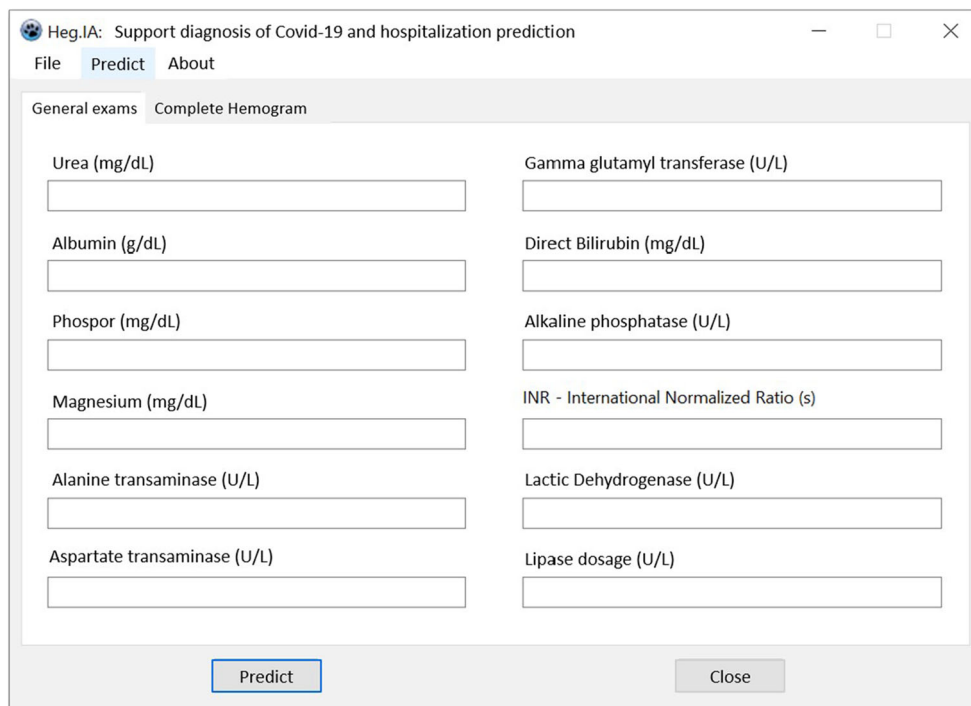 Heg.IA: Support diagnosis of Covid-19 and hospitalization prediction
File Predict About
General exams Complete Hemogram
Urea (mg/dL)
Gamma glutamyl transferase (U/L)
Albumin (g/dL)
Direct Bilirubin (mg/dL)
Phospor (mg/dL)
Alkaline phosphatase (U/L)
Magnesium (mg/dL)
INR - International Normalized Ratio (s)
Alanine transaminase (U/L)
Lactic Dehydrogenase (U/L)
Aspartate transaminase (U/L)
Lipase dosage (U/L)
Predict
Close